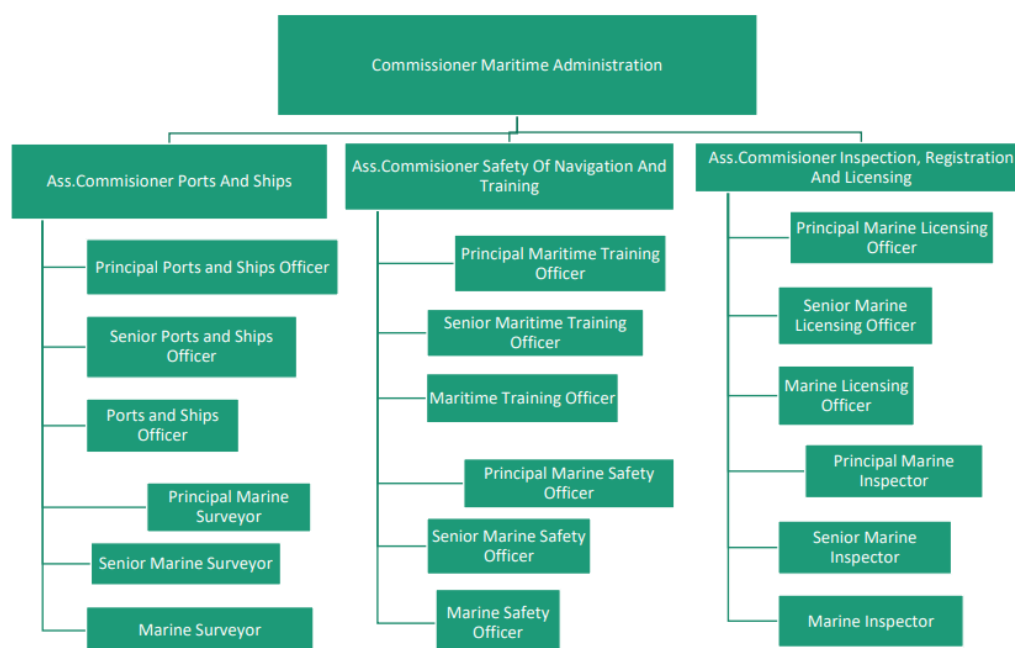 Commissioner Maritime Administration
Ass.Commisioner Ports And Ships
Principal Ports and Ships Officer
Senior Ports and Ships
Officer
Ports and Ships
Officer
Principal Marine
Surveyor
Senior Marine Surveyor
Marine Surveyor
Ass.Commisioner Safety Of Navigation And
Training
Principal Maritime Training
Officer
Senior Maritime Training
Officer
Maritime Training Officer
Principal Marine Safety
Officer
Senior Marine Safety
Officer
Marine Safety
Officer
Ass.Commisioner Inspection, Registration
And Licensing
Principal Marine Licensing
Officer
Senior Marine
Licensing Officer
Marine Licensing
Officer
Principal Marine
Inspector
Senior Marine
Inspector
Marine Inspector